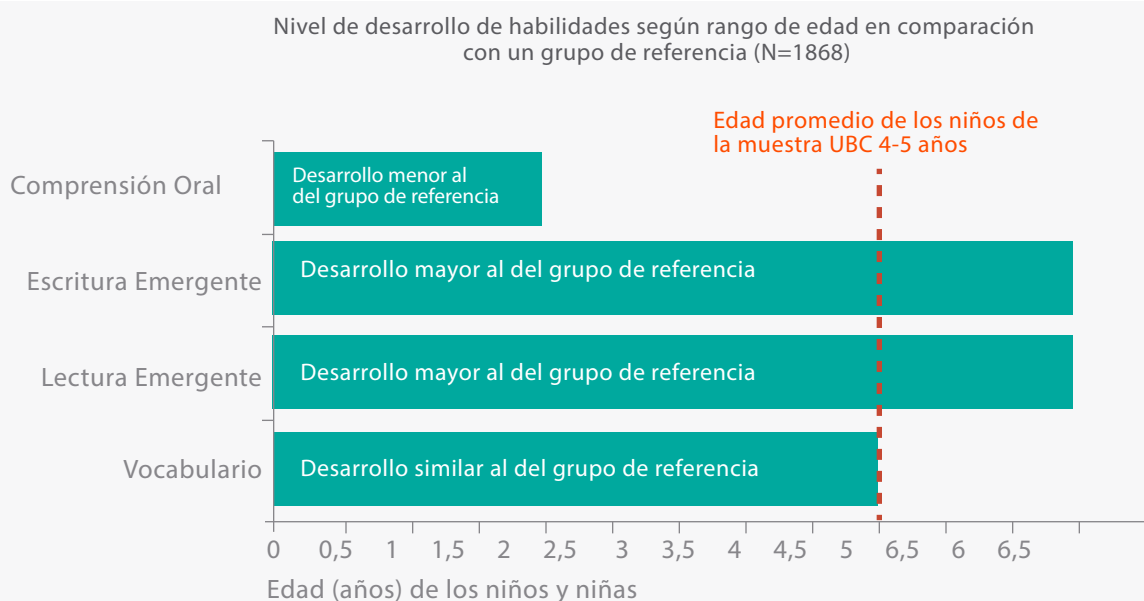 Nivel de desarrollo de habilidades según rango de edad en comparación
con un grupo de referencia (N=1868)
Edad promedio de los niños de
la muestra UBC 4-5 años
Comprensión Oral
Desarrollo menor al
del grupo de referencia
Escritura Emergente
Desarrollo mayor al del grupo de referencia
Lectura Emergente
Desarrollo mayor al del grupo de referencia
Vocabulario
Desarrollo similar al del grupo de referencia
0 0,5 1 1,5 2 2,5 3 3,5 4 4,5 5 6,5 6 6,5
Edad (años) de los niños y niñas